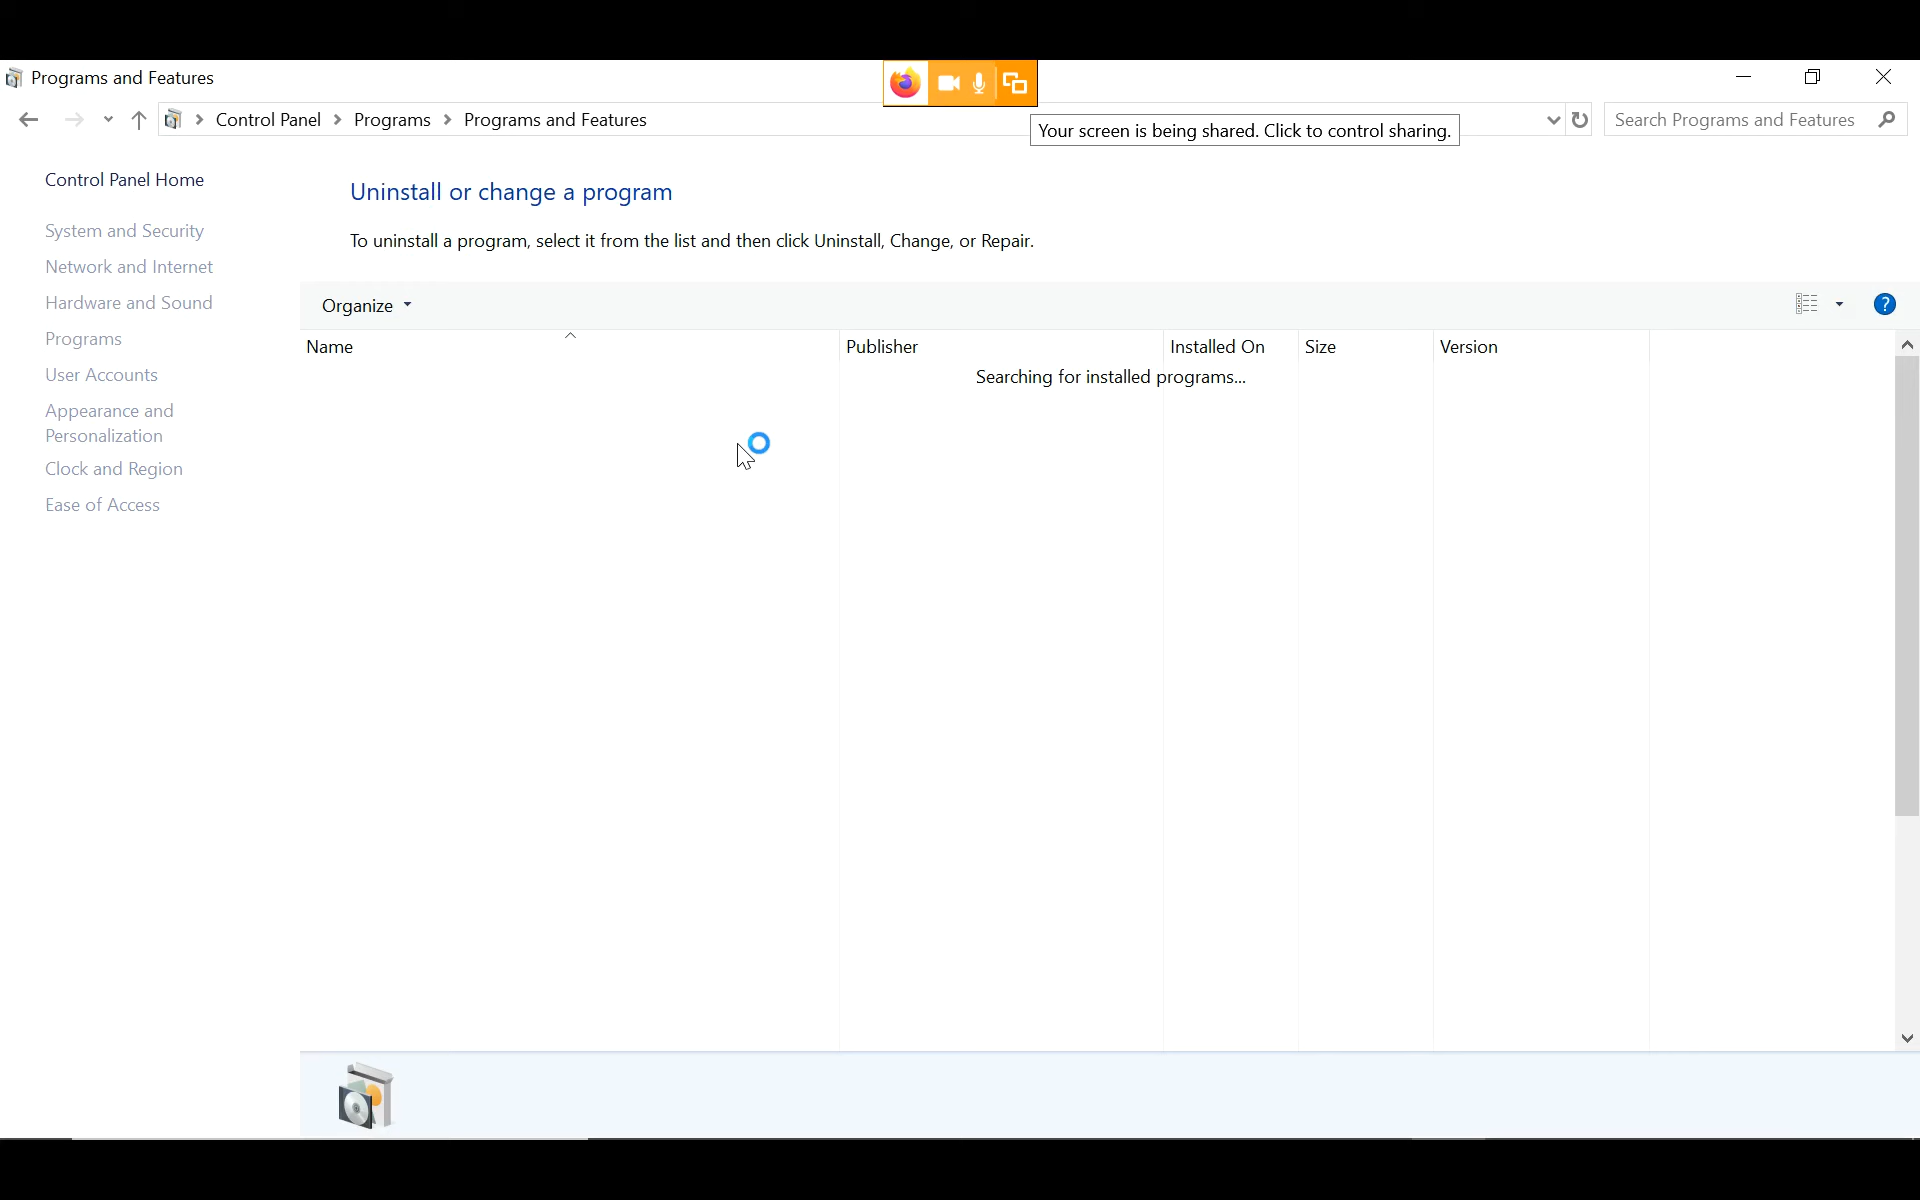 Programs and Features
Control Panel > Programs > Programs and Features
Search Programs and Features
Your screen is being shared. Click to control sharing.
Control Panel Home
System and Security
Network and Internet
Hardware and Sound
Programs
User Accounts
Appearance and
Personalization
Clock and Region
Ease of Access
Uninstall or change a program
To uninstall a program, select it from the list and then click Uninstall, Change, or Repair.
Organize
?
Name Publisher Installed On Size Version
Searching for installed programs...